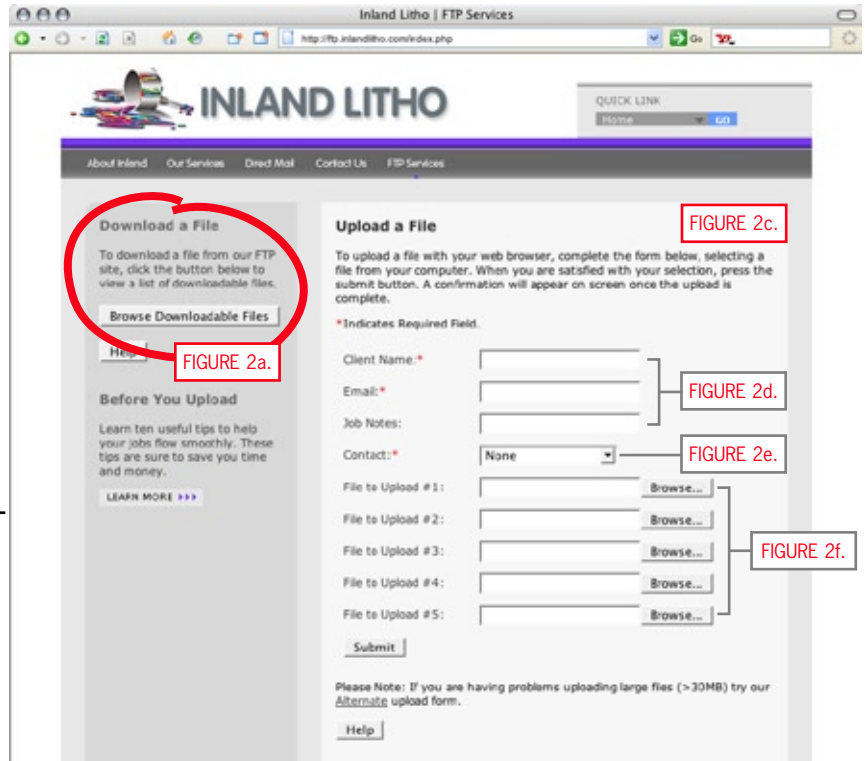 Inland Litho | FTP Services
http://ftp.inlandlitho.com/index.php
Go
INLAND LITHO
QUICK LINK
Home
GO
About Inland
Our Services
Direct Mail
Contact Us
FTP Services
Download a File
To download a file from our FTP
site, click the button below to
view a list of downloadable files.
Browse Downloadable Files
Help
FIGURE 2a.
Before You Upload
Learn ten useful tips to help
your jobs flow smoothly. These
tips are sure to save you time
and money.
LEARN MORE
Upload a File
FIGURE 2c.
To upload a file with your web browser, complete the form below, selecting a
file from your computer. When you are satisfied with your selection, press the
submit button. A confirmation will appear on screen once the upload is
complete.
*Indicates Required Field.
Client Name:*
Email:*
Job Notes:
FIGURE 2d.
Contact:*
None
FIGURE 2e.
File to Upload #1:
Browse...
File to Upload #2:
Browse...
File to Upload #3:
Browse...
FIGURE 2f.
File to Upload #4:
Browse...
File to Upload #5:
Browse...
Submit
Please Note: If you are having problems uploading large files (>30MB) try our
Alternate upload form.
Help